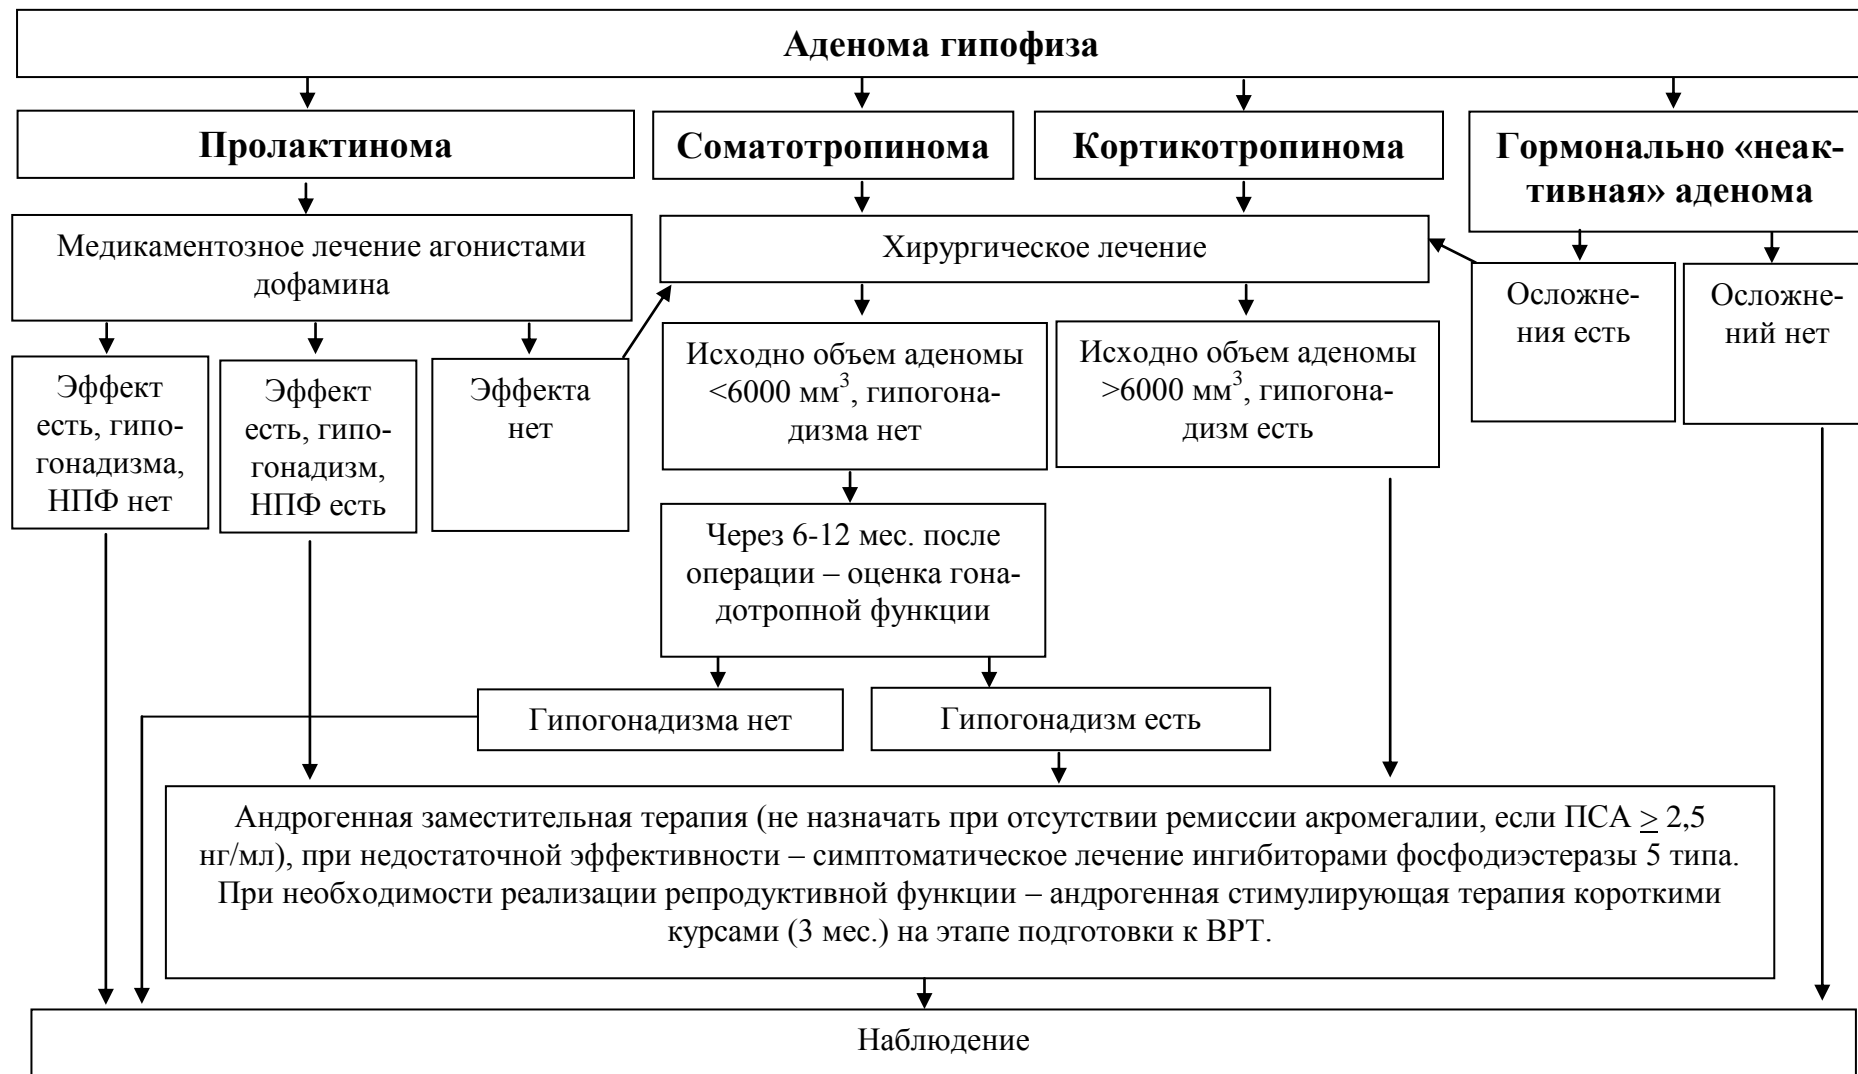 Аденома гипофиза
Пролактинома
Соматотропинома
Кортикотропинома
Гормонально «неак-
тивная» аденома
Медикаментозное лечение агонистами
дофамина
Хирургическое лечение
Осложне-
ния есть
Осложне-
ний нет
Эффект
есть, гипо-
гонадизма,
НПФ нет
Эффект
есть, гипо-
гонадизм,
НПФ есть
Эффекта
нет
Исходно объем аденомы
<6000 мм³, гипогона-
дизма нет
Исходно объем аденомы
>6000 мм³, гипогона-
дизм есть
Через 6-12 мес. после
операции – оценка гона-
дотропной функции
Гипогонадизма нет
Гипогонадизм есть
Андрогенная заместительная терапия (не назначать при отсутствии ремиссии акромегалии, если ПСА ≥ 2,5
нг/мл), при недостаточной эффективности – симптоматическое лечение ингибиторами фосфодиэстеразы 5 типа.
При необходимости реализации репродуктивной функции – андрогенная стимулирующая терапия короткими
курсами (3 мес.) на этапе подготовки к ВРТ.
Наблюдение